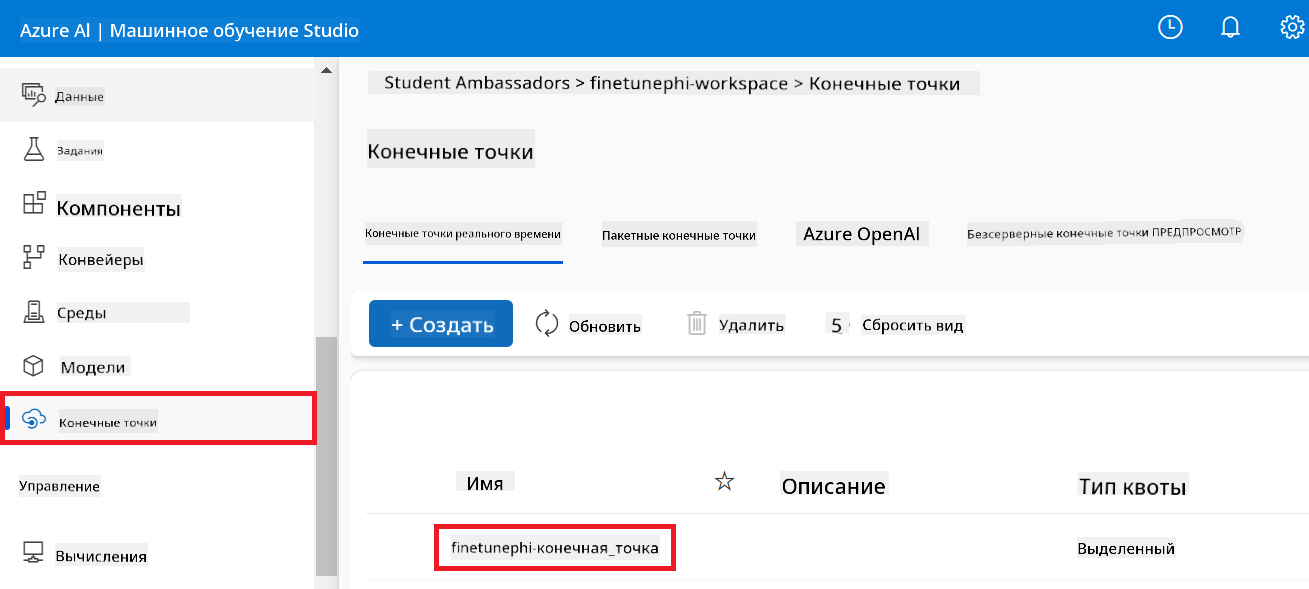 Azure AI | Машинное обучение Studio
Данные
Задания
Компоненты
Конвейеры
Среды
Модели
Конечные точки
Управление
Вычисления
Student Ambassadors > finetunephi-workspace > Конечные точки
Конечные точки
Конечные точки реального времени
Пакетные конечные точки
Azure OpenAI
Безсерверные конечные точки ПРЕДПРОСМОТР
+ Создать
Обновить
Удалить
5 Сбросить вид
Имя
Описание
Тип квоты
finetunephi-конечная_точка
Выделенный